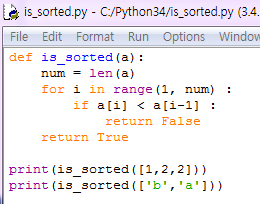 is_sorted.py - C:/Python34/is_sorted.py (3.4.
File Edit Format Run Options Window
def is_sorted(a):
    num = len(a)
    for i in range(1, num) :
        if a[i] < a[i-1] :
            return False
    return True
print(is_sorted([1,2,2]))
print(is_sorted(['b','a']))